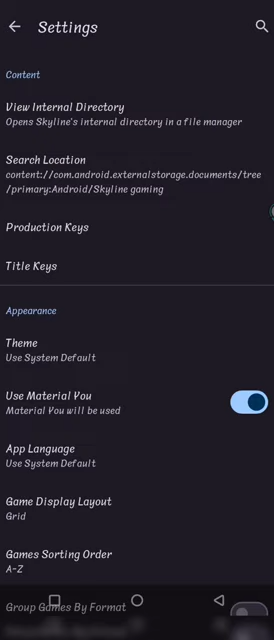 Settings
Content
View Internal Directory
Opens Skyline's internal directory in a file manager
Search Location
content://com.android.externalstorage.documents/tree
/primary:Android/Skyline gaming
Production Keys
Title Keys
Appearance
Theme
Use System Default
Use Material You
Material You will be used
App Language
Use System Default
Game Display Layout
Grid
Games Sorting Order
A-Z
Group Games By Format